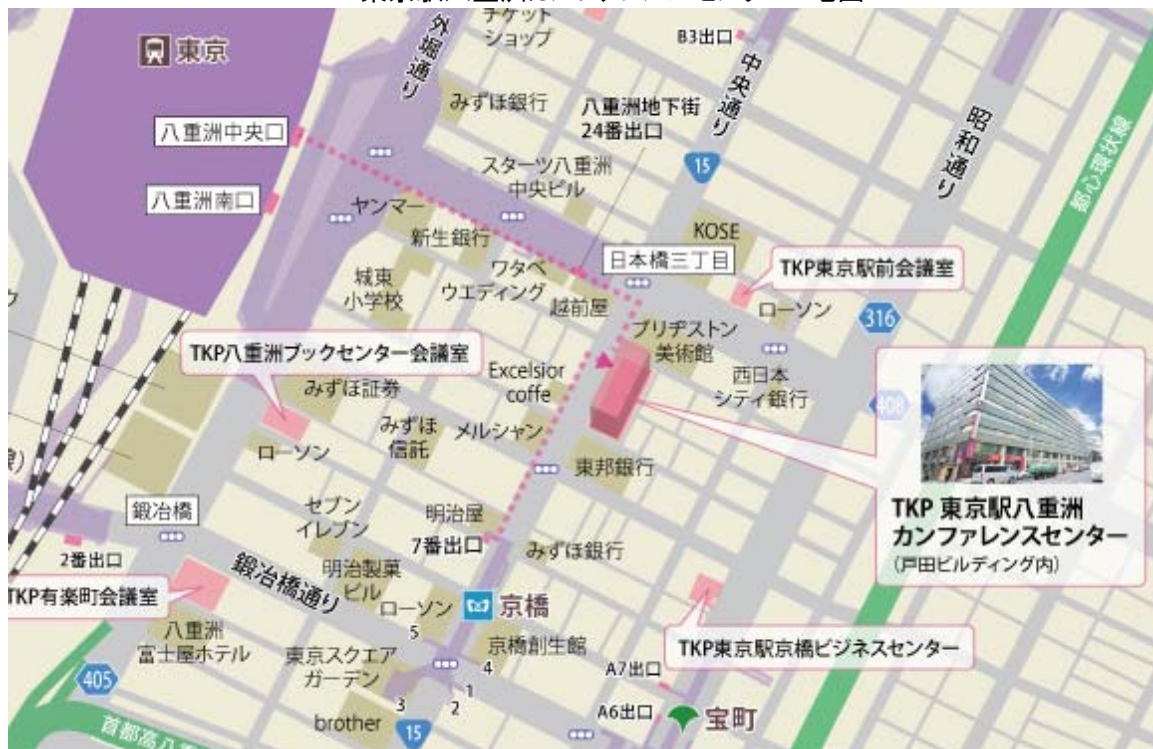 チケット
ショップ
外堀通り
B3出口
中央通り
東京
みずほ銀行
八重洲地下街
24番出口
昭和通り
都心環状線
八重洲中央口
スターツ八重洲
中央ビル
15
八重洲南口
ヤンマー
新生銀行
KOSE
日本橋三丁目
TKP東京駅前会議室
城東
小学校
ワタベ
ウエディング
越前屋
ローソン
316
ブリヂストン
美術館
TKP八重洲ブックセンター会議室
Excelsior
coffe
西日本
シティ銀行
みずほ証券
408
みずほ
信託
メルシャン
ローソン
東邦銀行
TKP 東京駅八重洲
カンファレンスセンター
(戸田ビルディング内)
鍛冶橋
セブン
イレブン
明治屋
7番出口
みずほ銀行
2番出口
鍛冶橋通り
明治製菓
ビル
TKP有楽町会議室
ローソン
京橋
5
八重洲
富士屋ホテル
東京スクエア
ガーデン
京橋創生館
4
TKP東京駅京橋ビジネスセンター
405
A7出口
1
3
2
brother
15
A6出口
宝町
首都高八